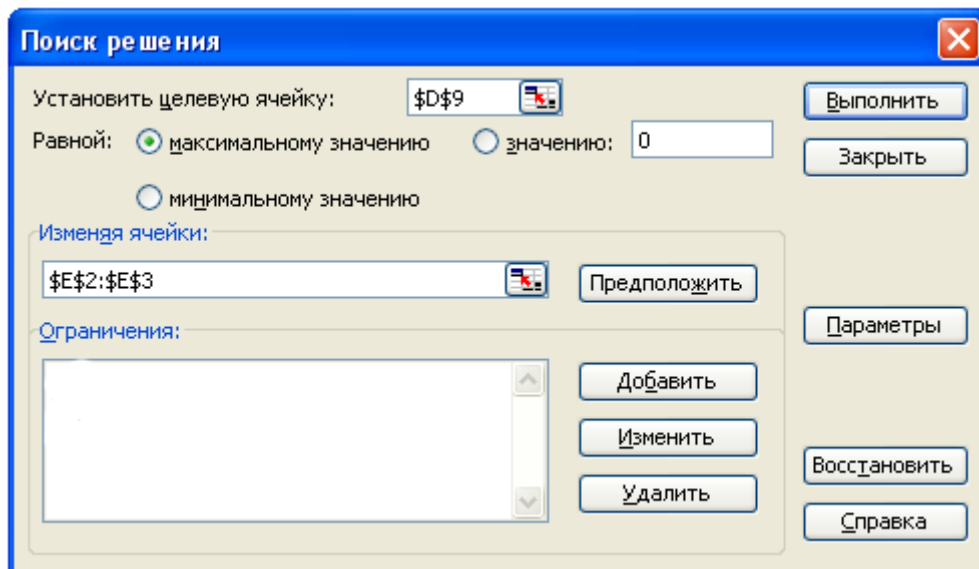 Поиск решения
Установить целевую ячейку: $D$9
Равной: максимальному значению значению: 0
минимальному значению
Изменяя ячейки:
$E$2:$E$3
Предположить
Ограничения:
Добавить
Изменить
Удалить
Выполнить
Закрыть
Параметры
Восстановить
Справка